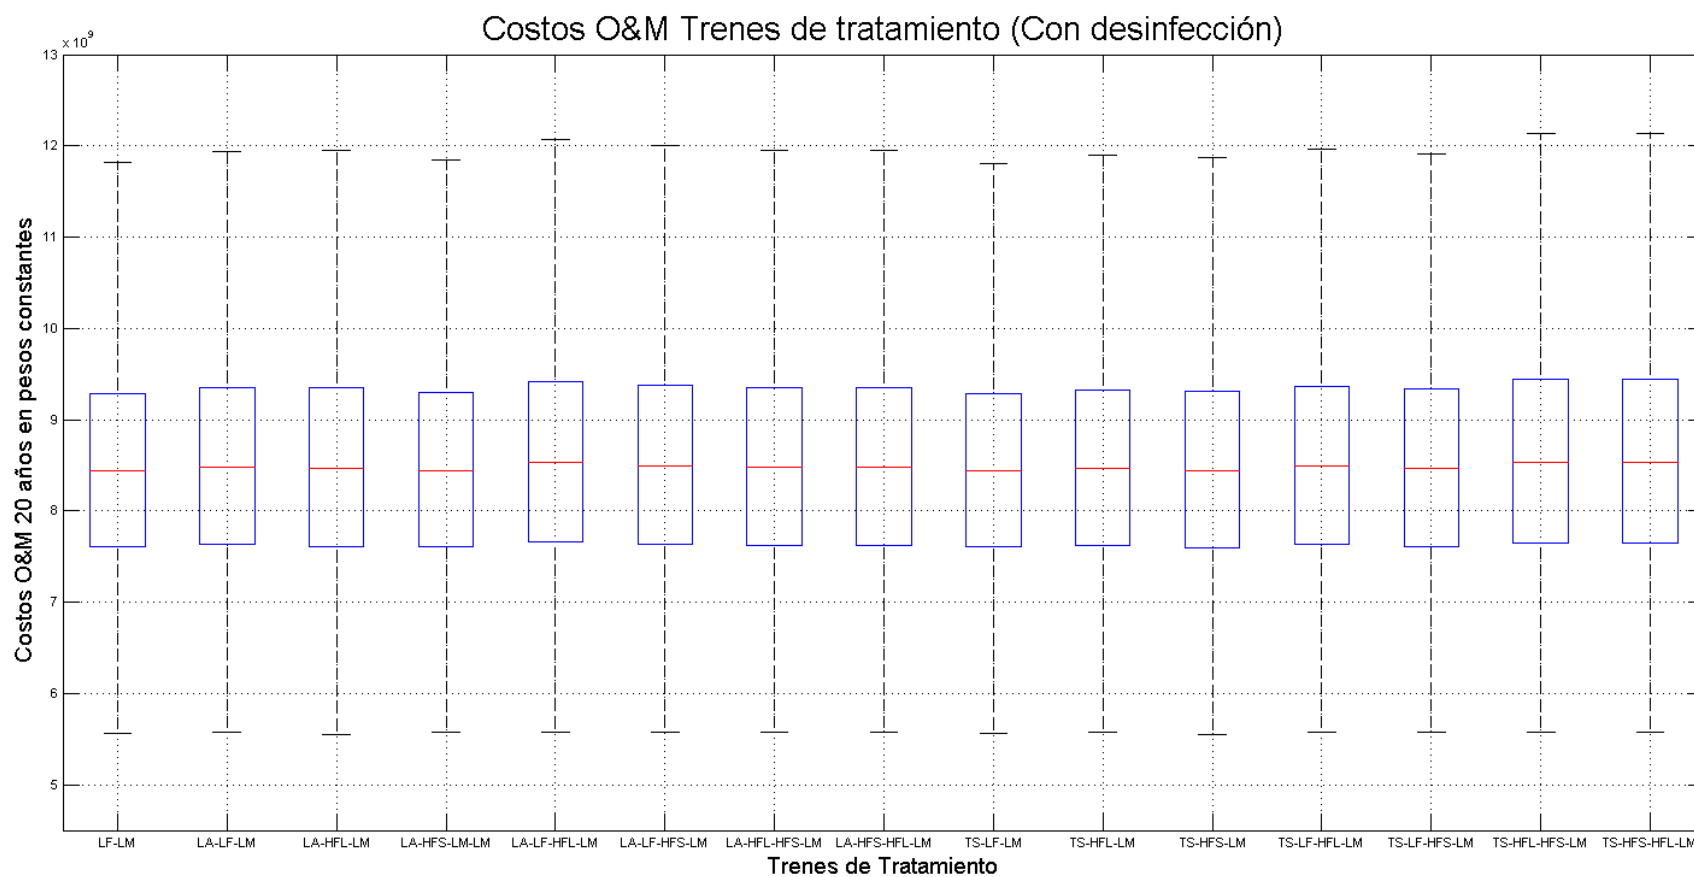 Costos O&M Trenes de tratamiento (Con desinfección)
x 10^9
13
12
11
10
9
8
7
6
5
Costos O&M 20 años en pesos constantes
LF-LM LA-LF-LM LA-HFL-LM LA-HFS-LM-LM LA-LF-HFL-LM LA-LF-HFS-LM LA-HFL-HFS-LM LA-HFS-HFL-LM TS-LF-LM TS-HFL-LM TS-HFS-LM TS-LF-HFL-LM TS-LF-HFS-LM TS-HFL-HFS-LM TS-HFS-HFL-LM
Trenes de Tratamiento